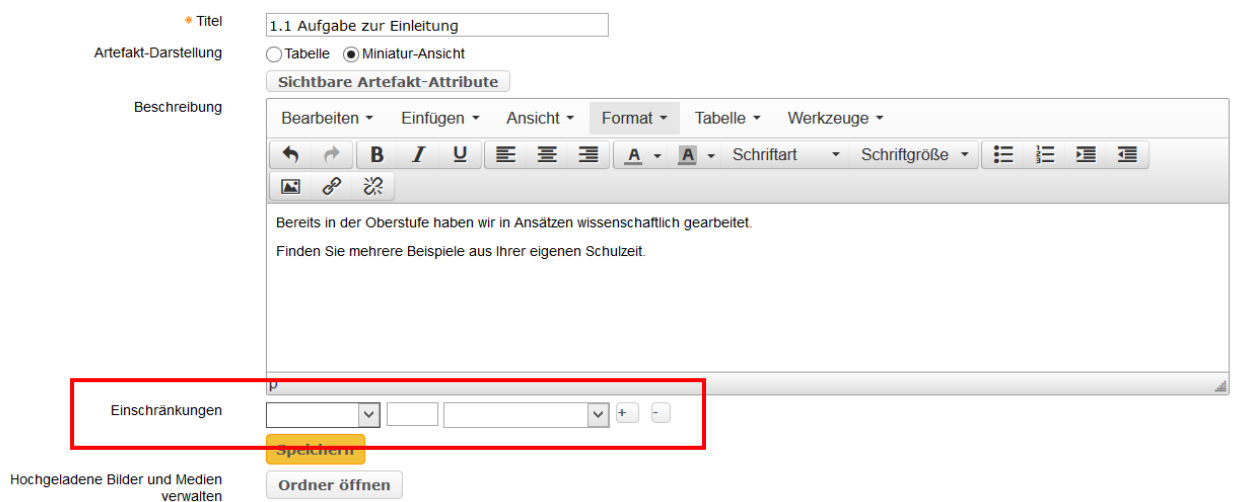 * Titel 1.1 Aufgabe zur Einleitung
Artefakt-Darstellung Tabelle Miniatur-Ansicht
Sichtbare Artefakt-Attribute
Beschreibung
Bearbeiten Einfügen Ansicht Format Tabelle Werkzeuge
B I U A A Schriftart Schriftgröße
Bereits in der Oberstufe haben wir in Ansätzen wissenschaftlich gearbeitet.
Finden Sie mehrere Beispiele aus Ihrer eigenen Schulzeit.
p
Einschränkungen + -
Speichern
Hochgeladene Bilder und Medien
verwalten
Ordner öffnen